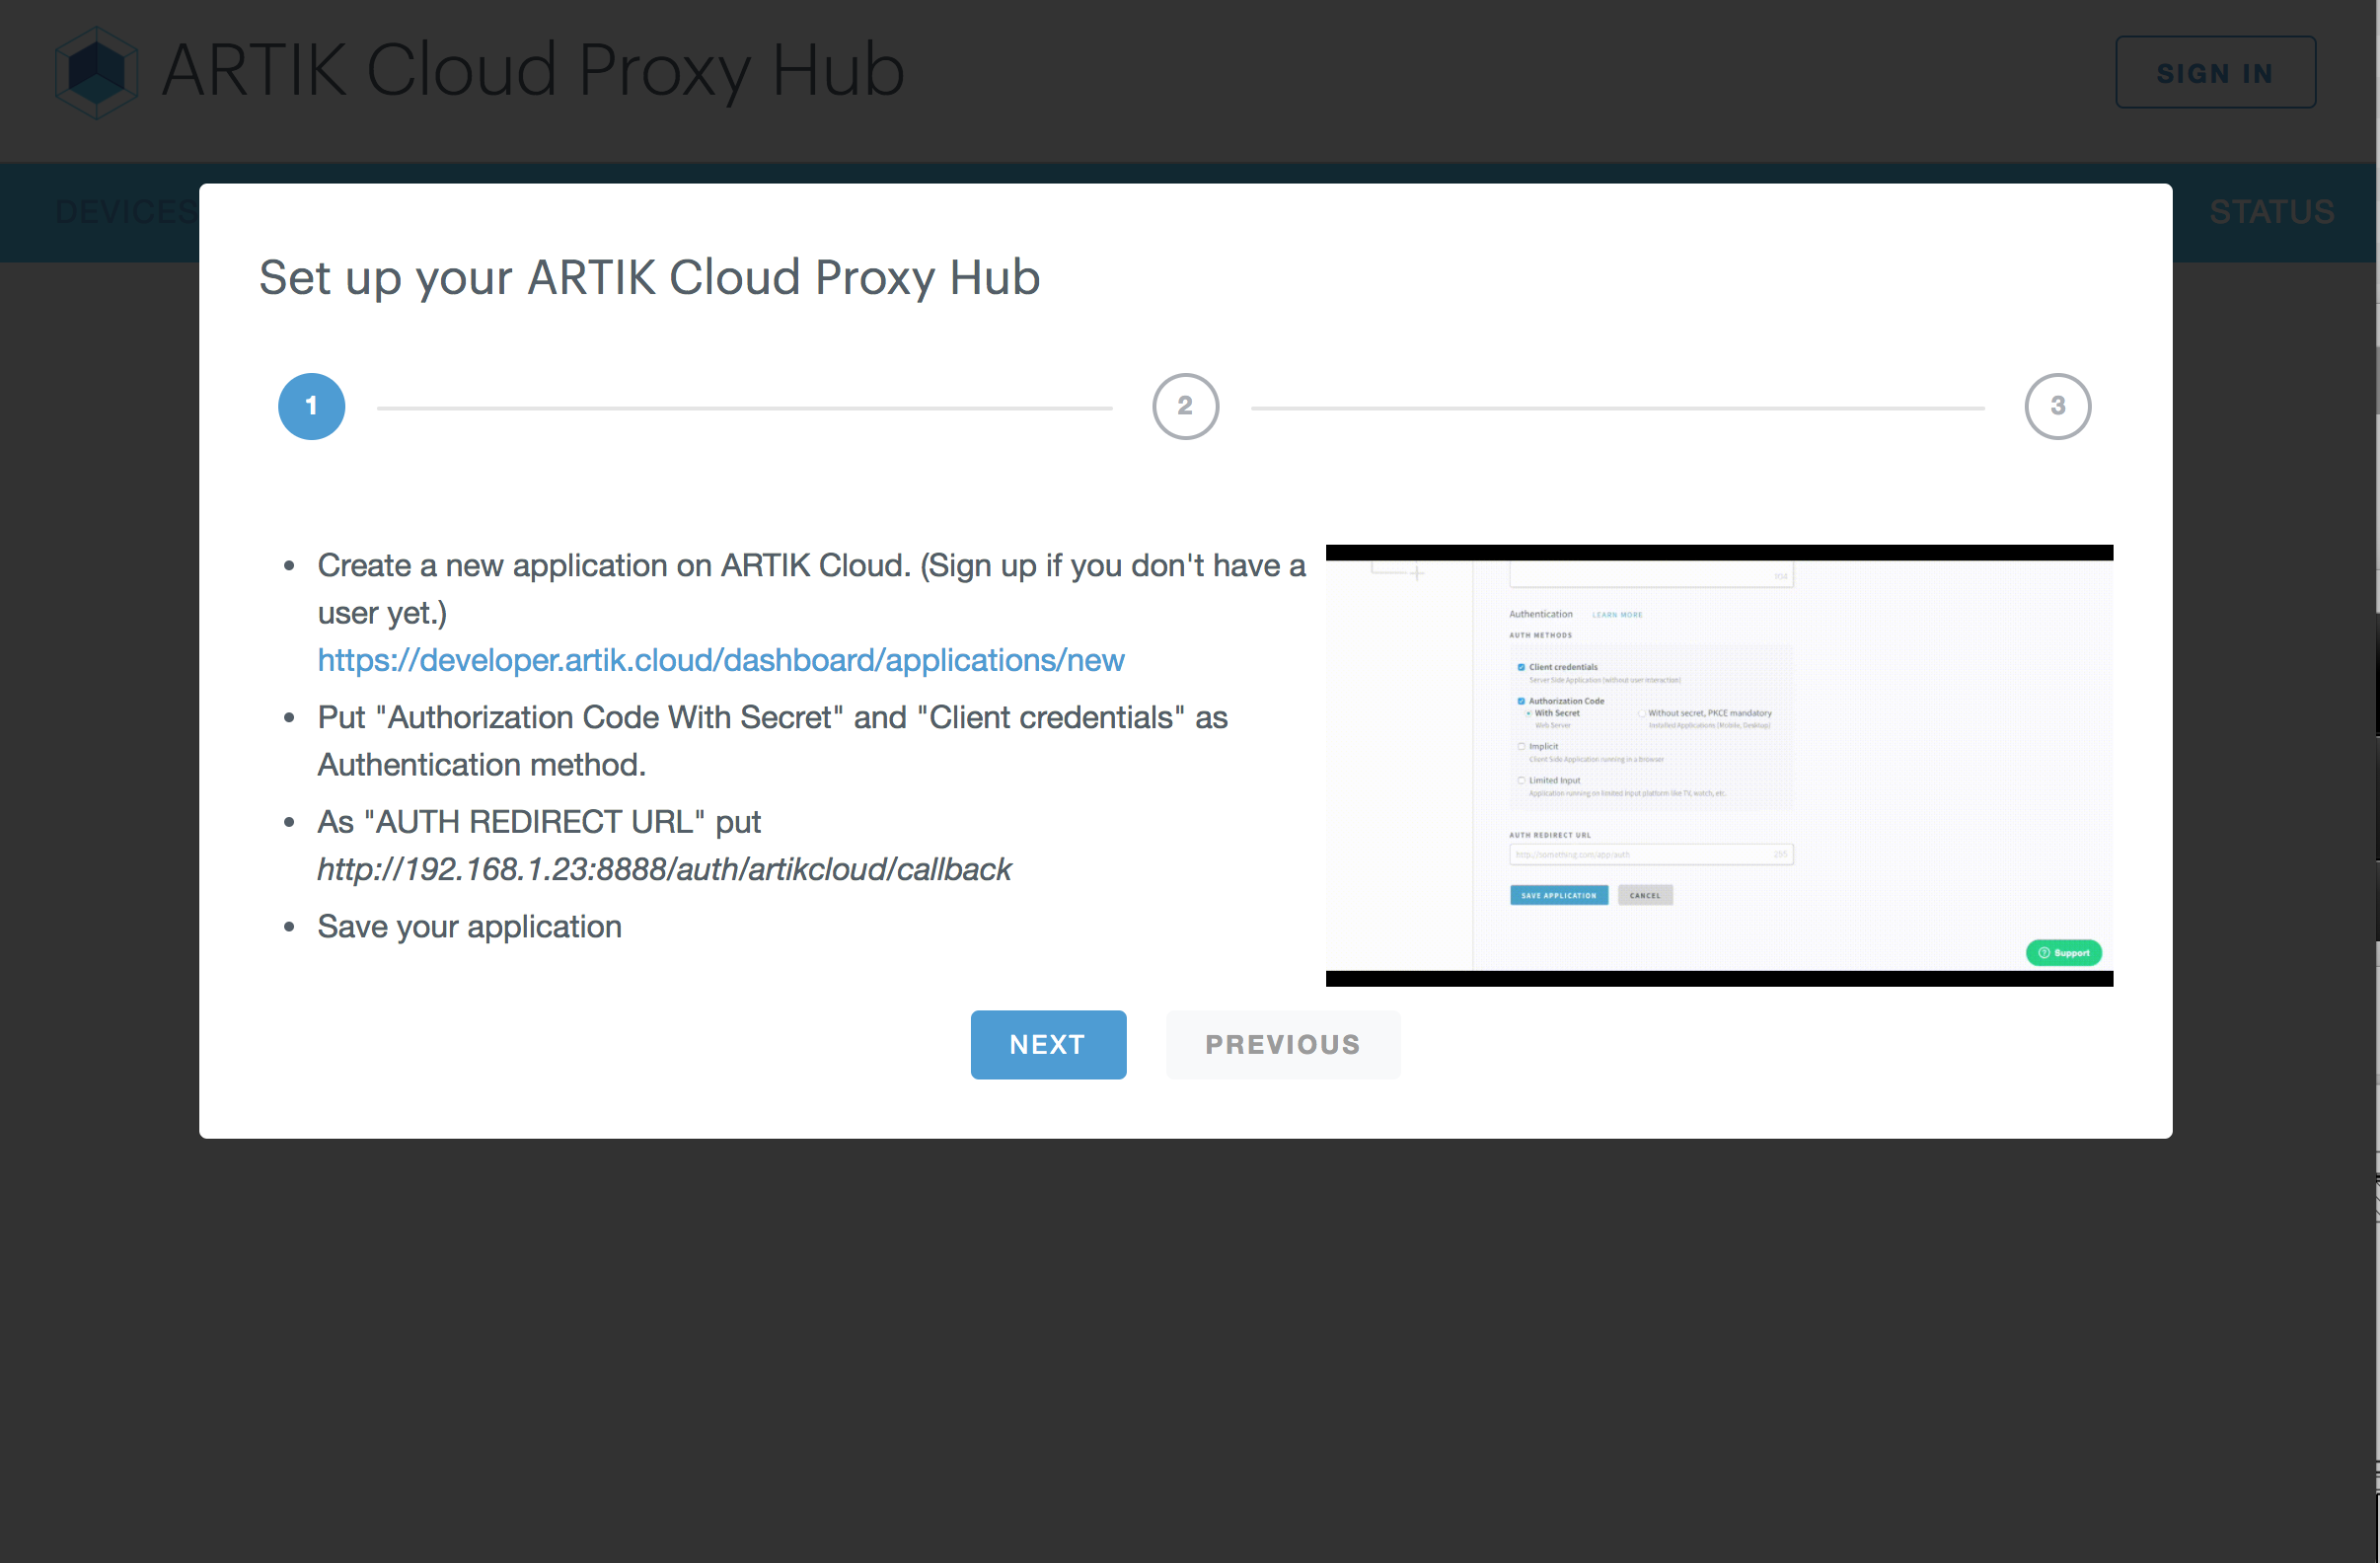 ARTIK Cloud Proxy Hub
SIGN IN
DEVICES
STATUS
Set up your ARTIK Cloud Proxy Hub
1
2
3
Create a new application on ARTIK Cloud. (Sign up if you don't have a
user yet.)
https://developer.artik.cloud/dashboard/applications/new
Put "Authorization Code With Secret" and "Client credentials" as
Authentication method.
As "AUTH REDIRECT URL" put
http://192.168.1.23:8888/auth/artikcloud/callback
Save your application
904
Authentication LEARN MORE
AUTH METHODS
Client credentials
Server Side Application (without user interaction)
Authorization Code
With Secret Without secret, PKCE mandatory
Web Server Installed Applications (Mobile, Desktop)
Implicit
Client Side Application running in a Browser
Limited Input
Application running on limited input platform like TV, watch, etc.
AUTH REDIRECT URL
http://something.com/app/auth 255
SAVE APPLICATION CANCEL
Support
NEXT PREVIOUS